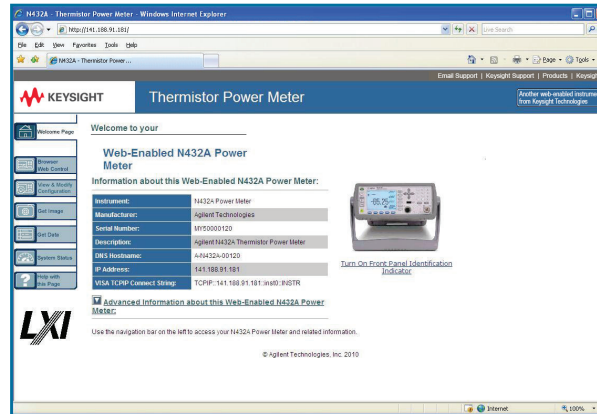 N432A - Thermistor Power Meter - Windows Internet Explorer
http://141.188.91.181/
Live Search
File Edit View Favorites Tools Help
N432A - Thermistor Power ...
Page Tools
Email Support | Keysight Support | Products | Keysigh
KEYSIGHT
Thermistor Power Meter
Another web-enabled instrume
from Keysight Technologies
Welcome Page
Welcome to your
Web-Enabled N432A Power
Meter
Browser
Web Control
View & Modify
Configuration
Information about this Web-Enabled N432A Power Meter:
Get Image
Get Data
System Status
Help with
this Page
Instrument: N432A Power Meter
Manufacturer: Agilent Technologies
Serial Number: MY50000120
Description: Agilent N432A Thermistor Power Meter
DNS Hostname: A-N432A-00120
IP Address: 141.188.91.181
VISA TCPIP Connect String: TCPIP::141.188.91.181::inst0::INSTR
-65.25
Turn On Front Panel Identification
Indicator
Advanced information about this Web-Enabled N432A Power
Meter:
LXI
Use the navigation bar on the left to access your N432A Power Meter and related information.
© Agilent Technologies, Inc. 2010
Internet
100%